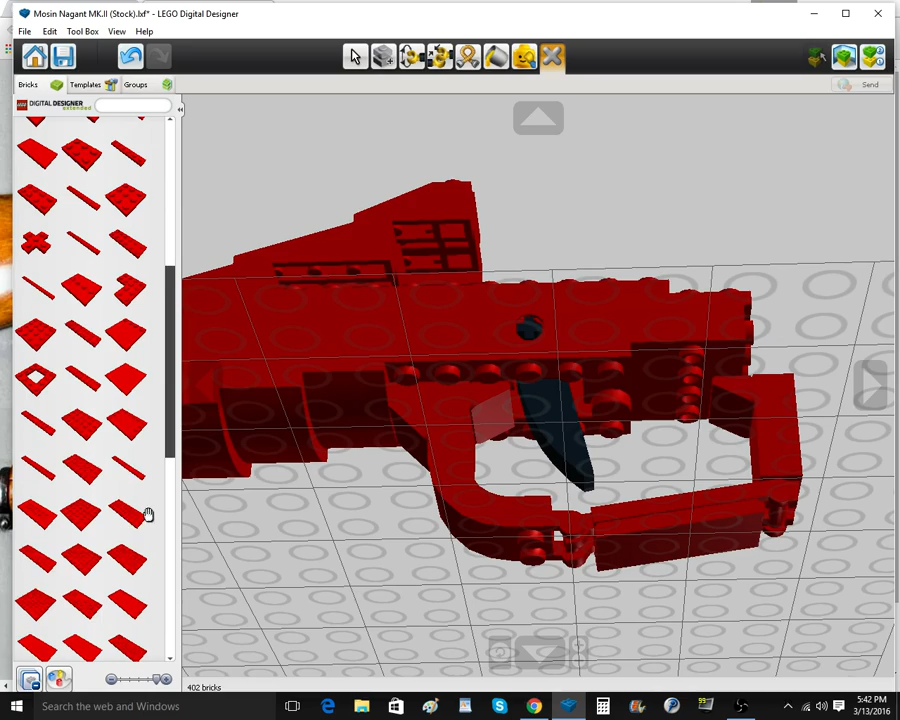 Mosin Nagant MK.II (Stock).lxf* - LEGO Digital Designer
File Edit Tool Box View Help
Bricks Templates Groups Send
LEGO DIGITAL DESIGNER
extended
402 bricks
Search the web and Windows
5:42 PM
3/13/2016